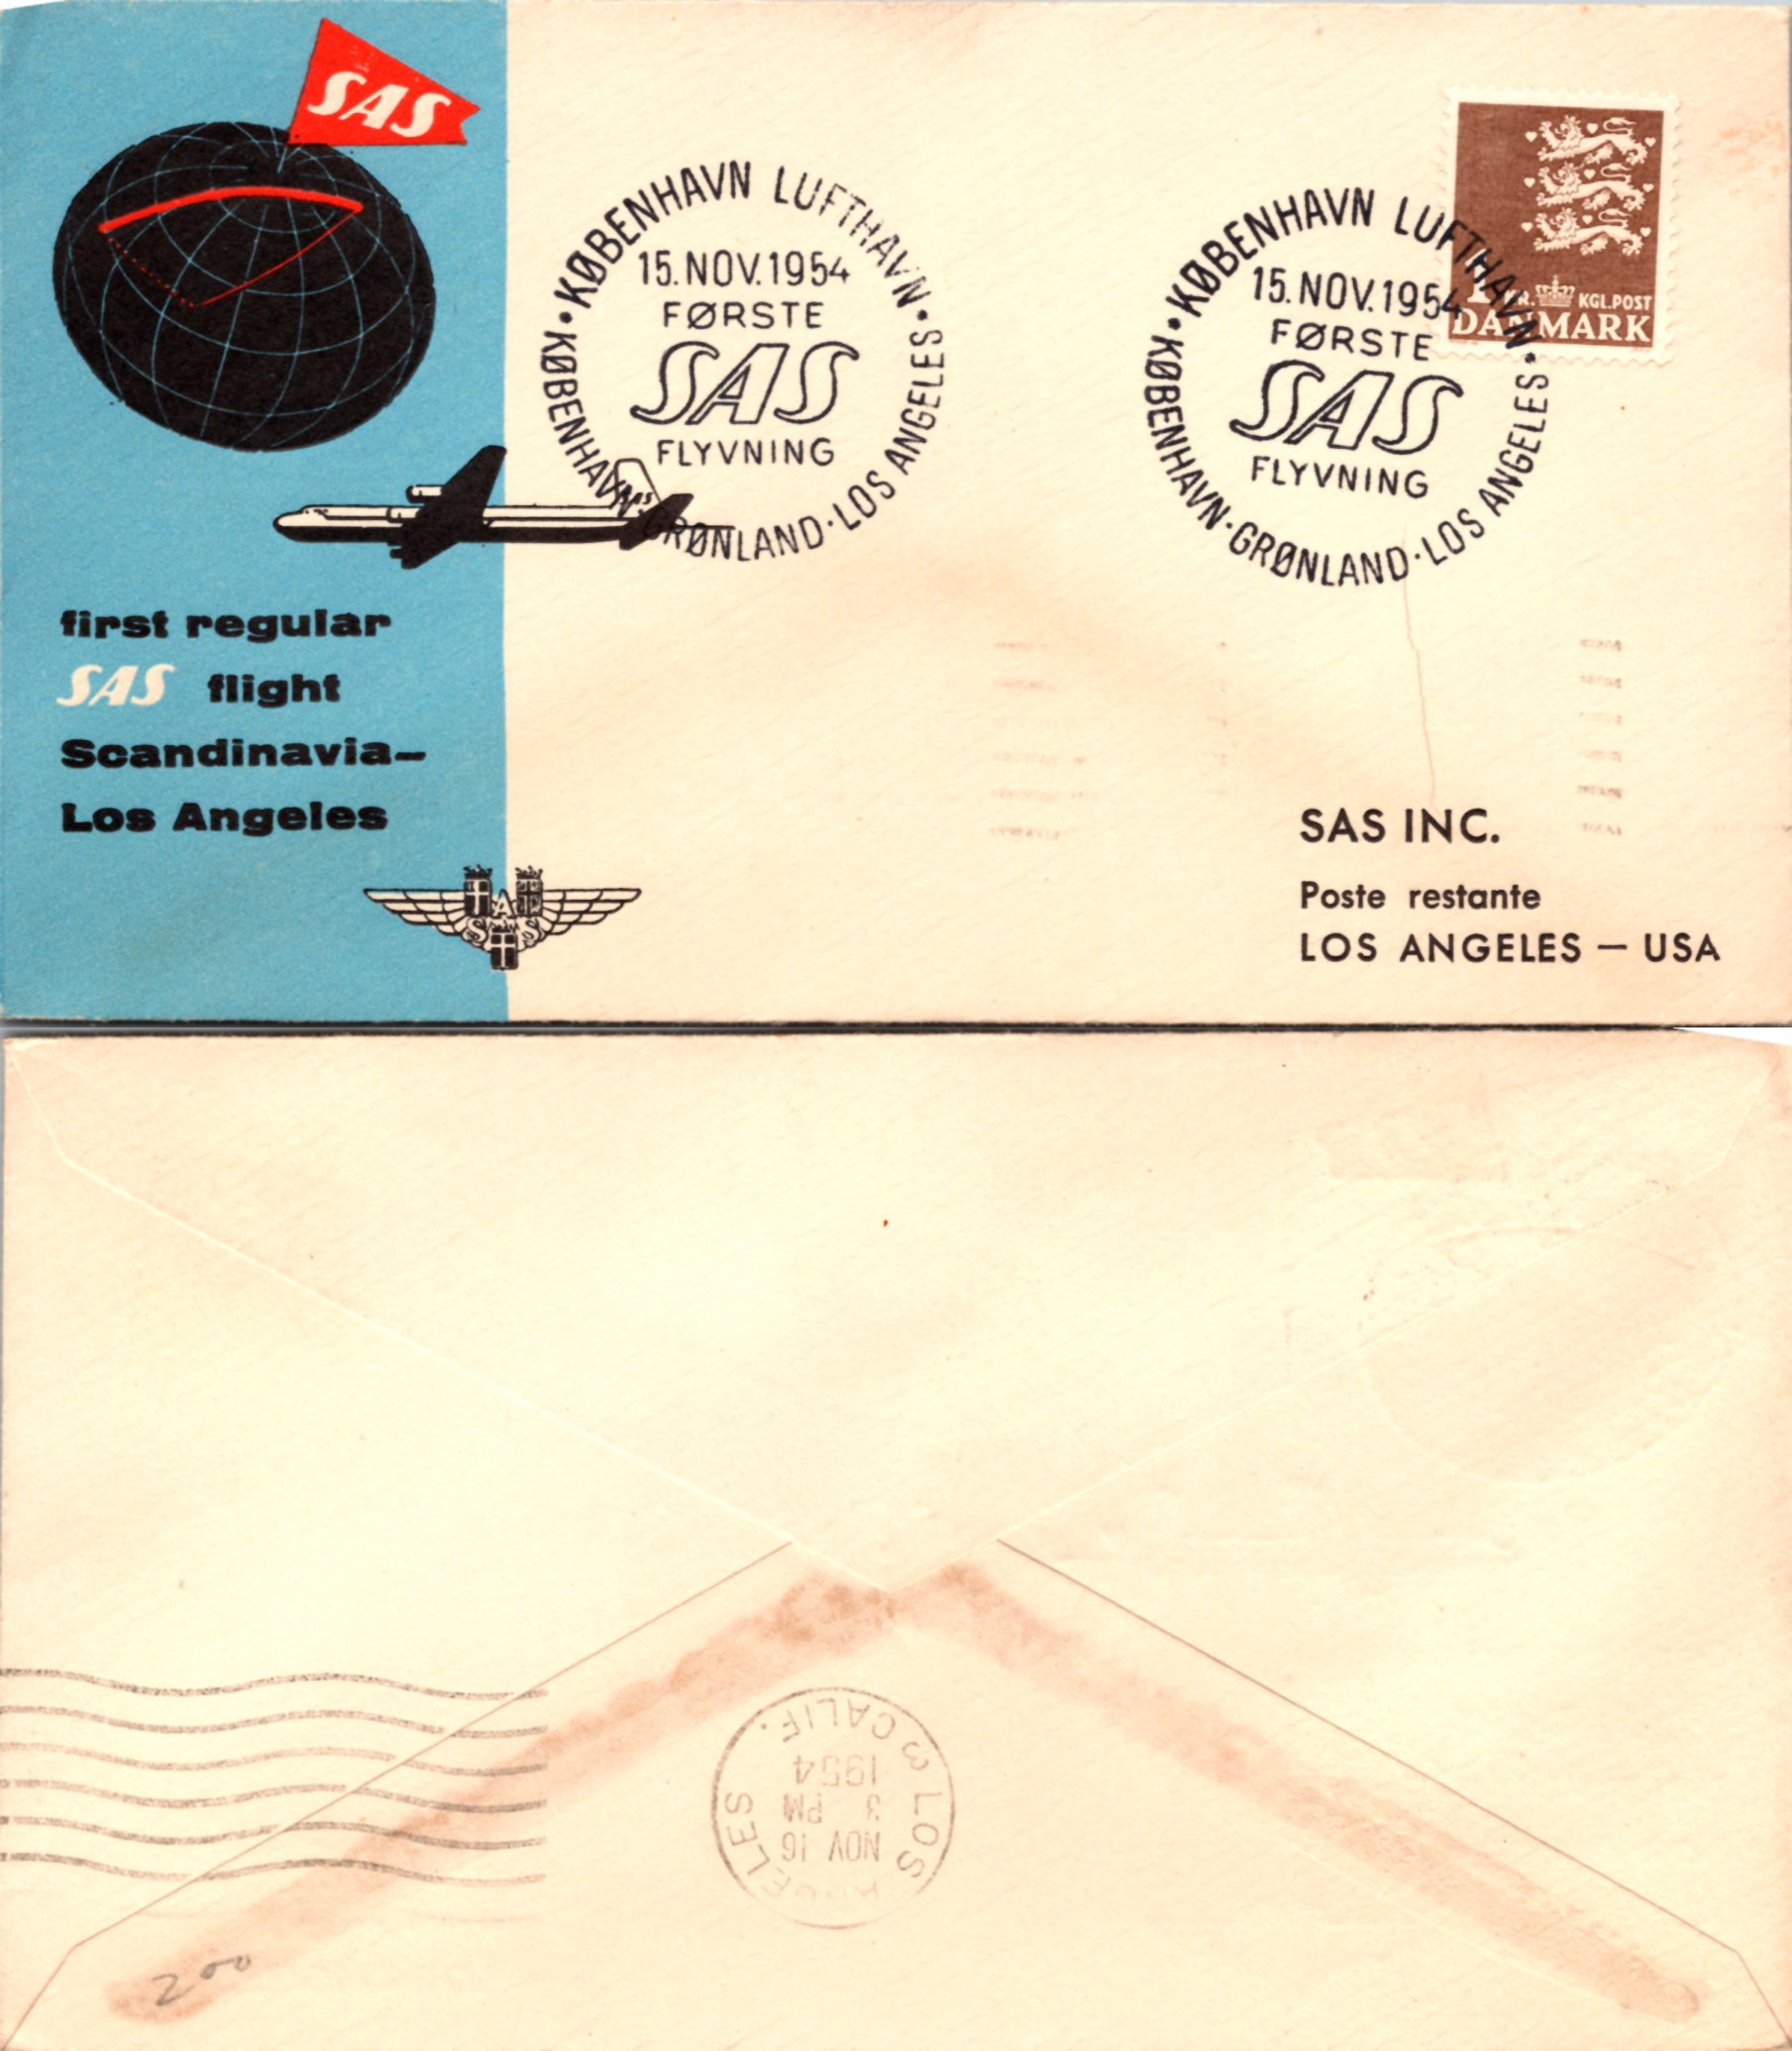 SAS
KØBENHAVN LUFTHAVN
15. NOV. 1954
FØRSTE
SAS
FLYVNING
KØBENHAVN · GRØNLAND · LOS ANGELES
KØBENHAVN LUFTHAVN
15. NOV. 1954
FØRSTE
SAS
FLYVNING
KØBENHAVN · GRØNLAND · LOS ANGELES
KGL. POST
DANMARK
SAS
first regular
SAS flight
Scandinavia–
Los Angeles
SAS
SAS INC.
Poste restante
LOS ANGELES – USA
LOS ANGELES 3 CALIF.
NOV 16
3 PM
1954
200